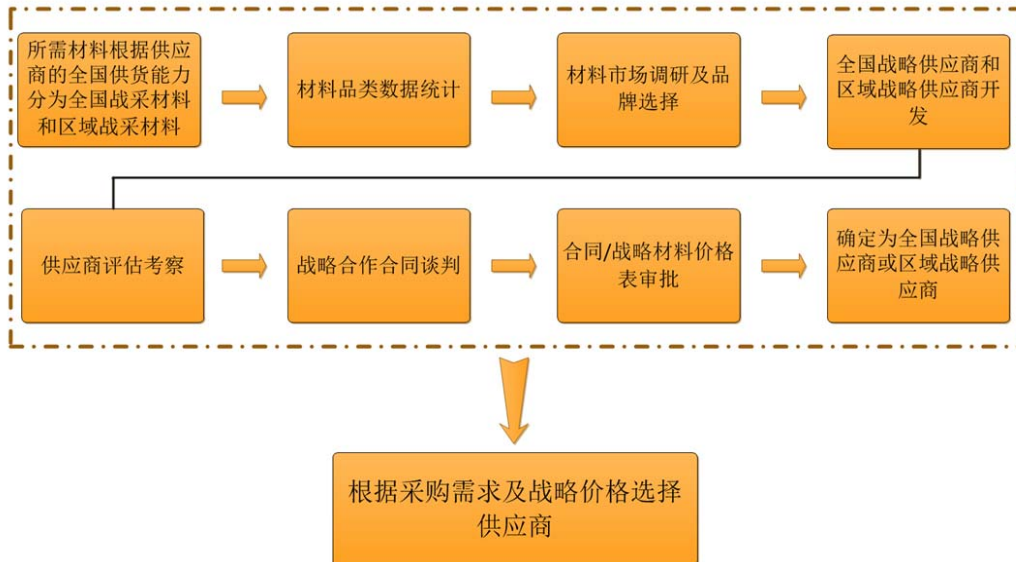 所需材料根据供应
商的全国供货能力
分为全国战采材料
和区域战采材料
材料品类数据统计
材料市场调研及品
牌选择
全国战略供应商和
区域战略供应商开
发
供应商评估考察
战略合作合同谈判
合同/战略材料价格
表审批
确定为全国战略供
应商或区域战略供
应商
根据采购需求及战略价格选择
供应商